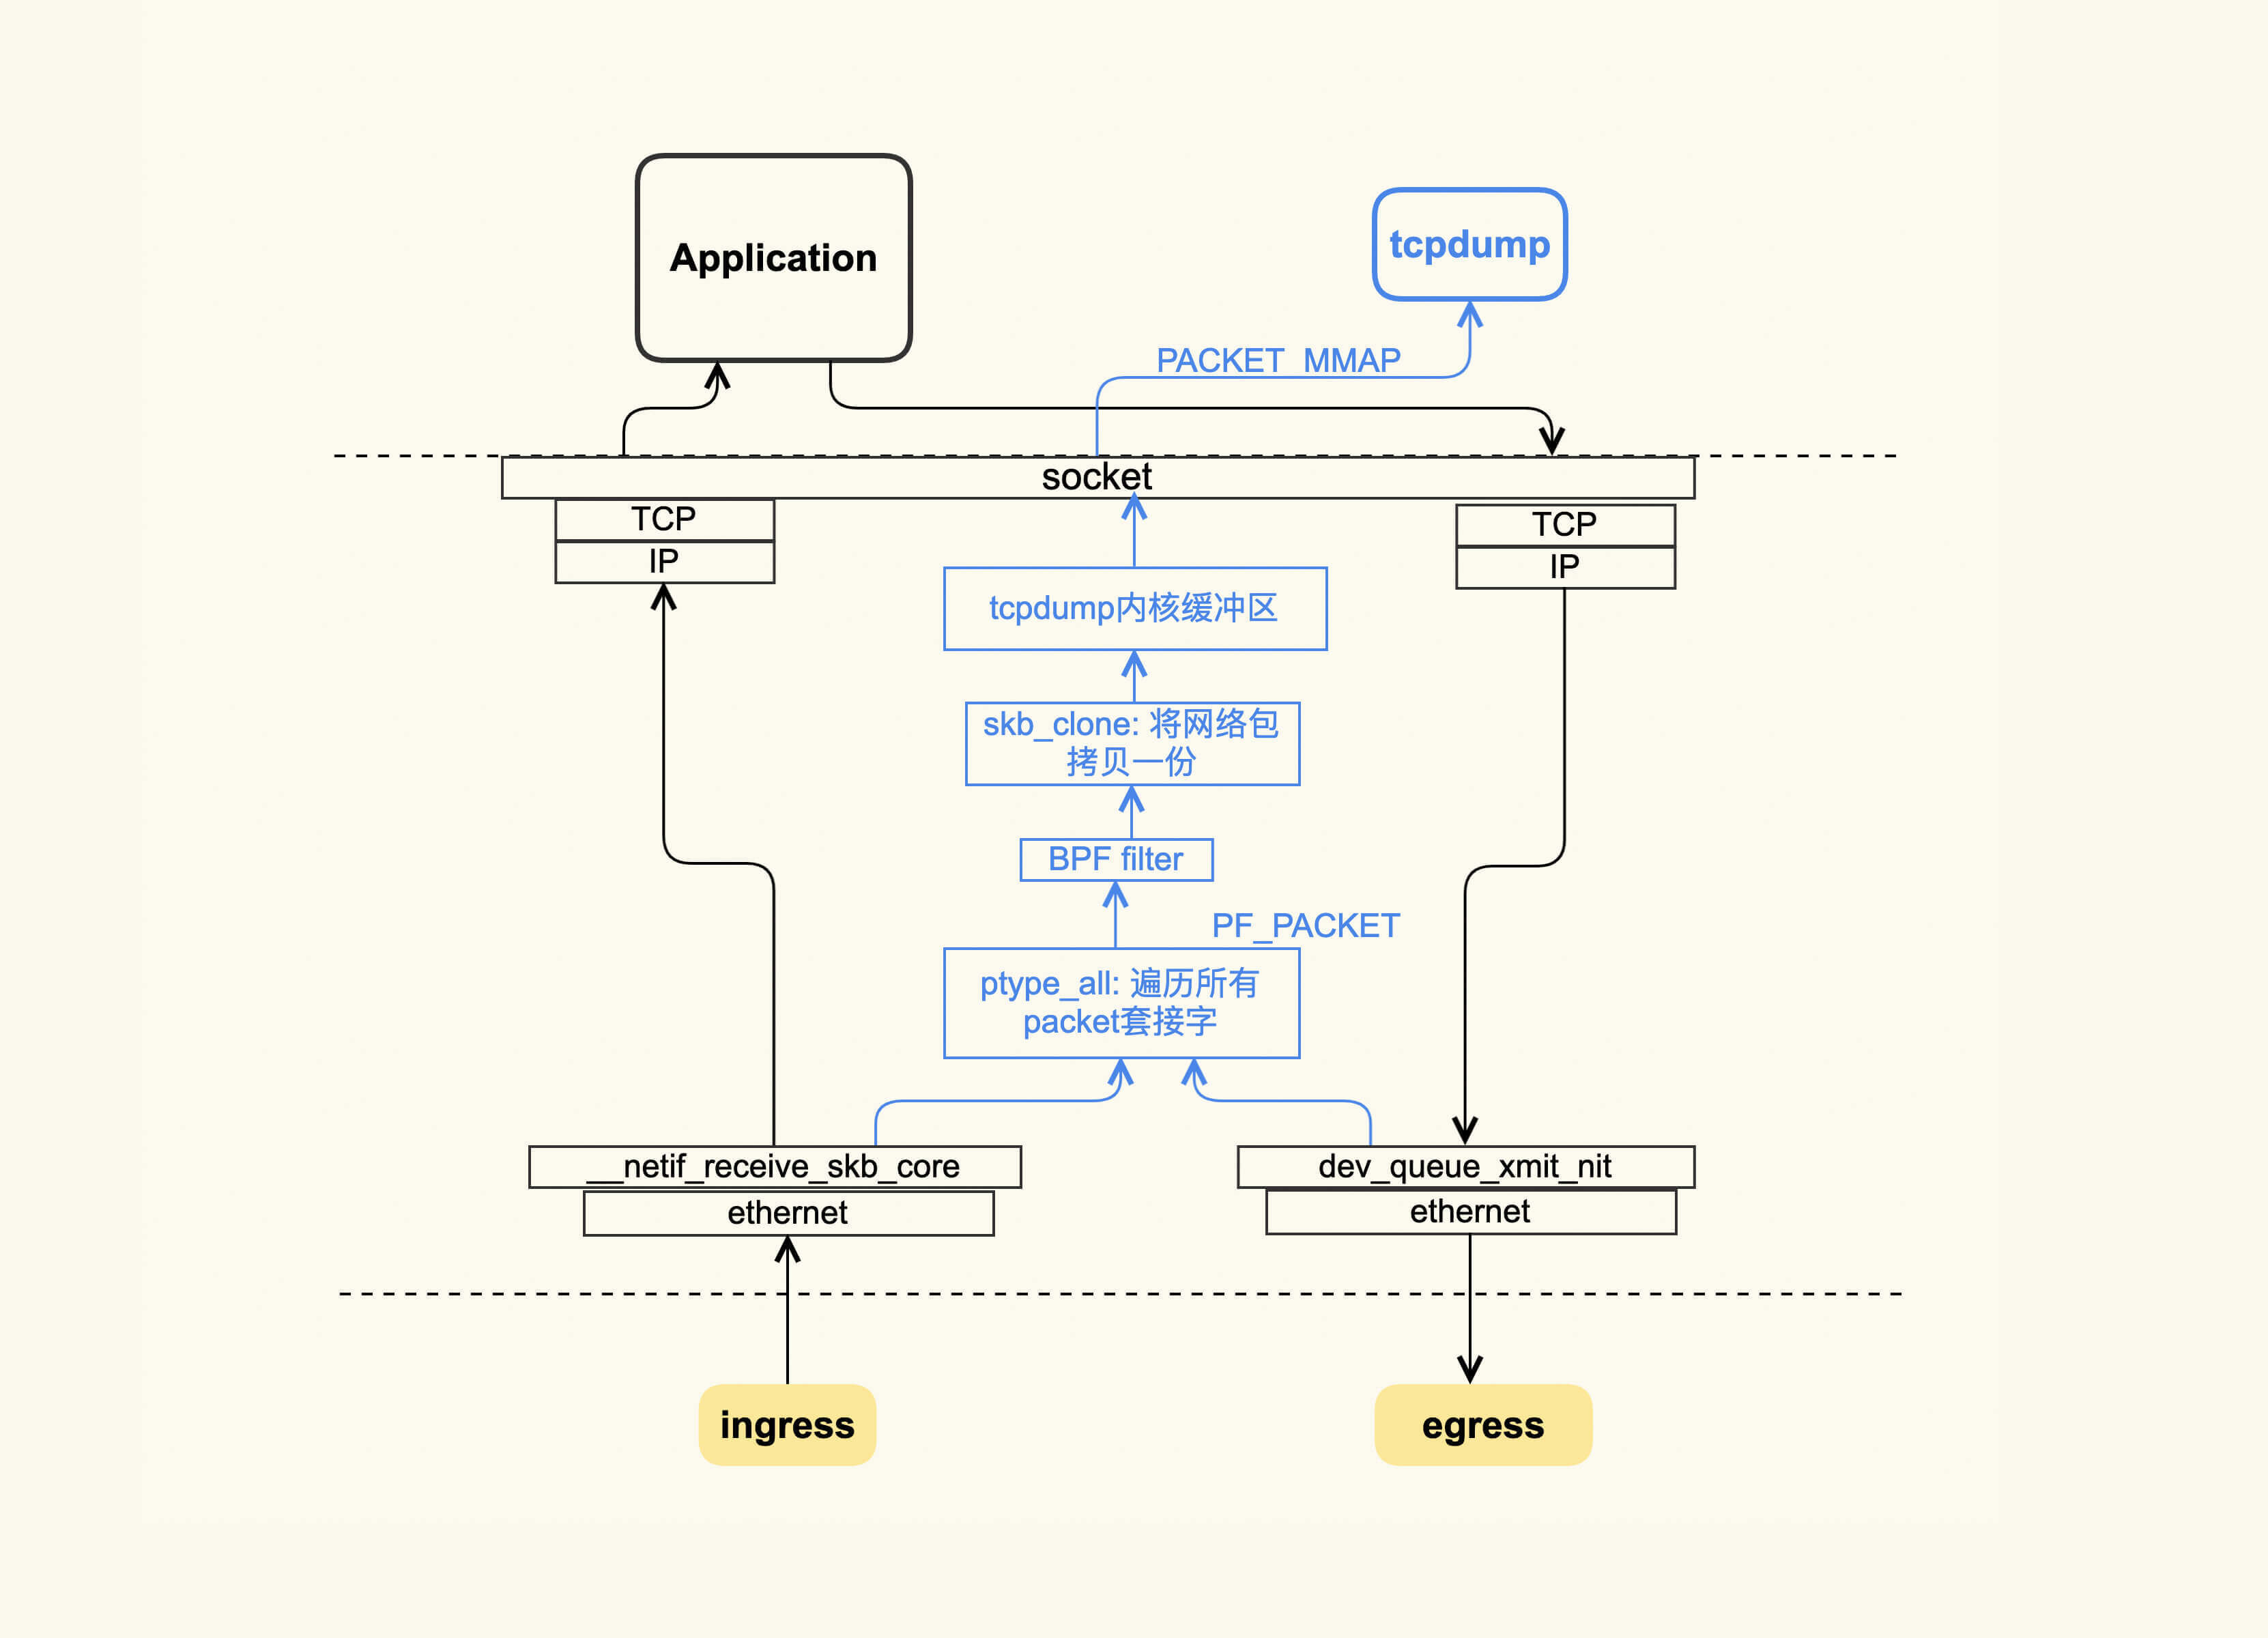 Application
tcpdump
PACKET MMAP
socket
TCP
IP
TCP
IP
tcpdump内核缓冲区
skb_clone: 将网络包
拷贝一份
BPF filter
PF_PACKET
ptype_all: 遍历所有
packet套接字
__netif_receive_skb_core
ethernet
dev_queue_xmit_nit
ethernet
ingress
egress